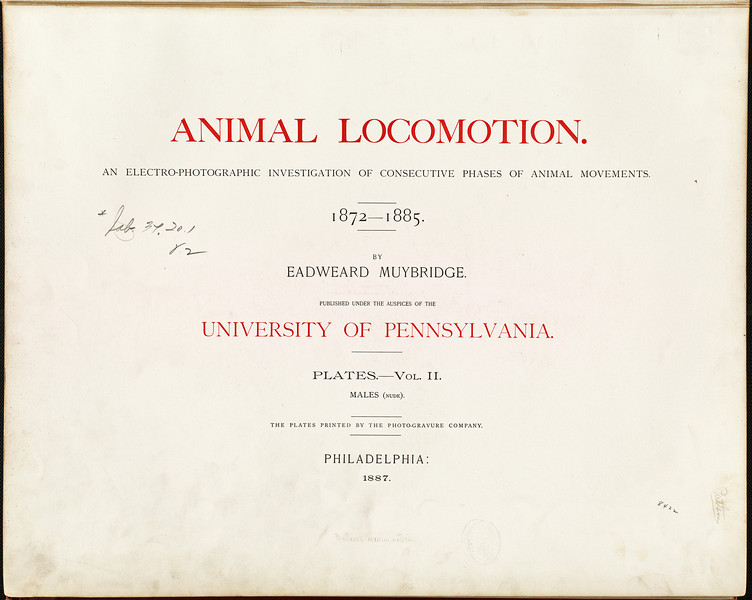 ANIMAL LOCOMOTION.
AN ELECTRO-PHOTOGRAPHIC INVESTIGATION OF CONSECUTIVE PHASES OF ANIMAL MOVEMENTS.
1872—1885.
BY
EADWEARD MUYBRIDGE.
PUBLISHED UNDER THE AUSPICES OF THE
UNIVERSITY OF PENNSYLVANIA.
PLATES.—VOL. II.
MALES (NUDE).
THE PLATES PRINTED BY THE PHOTO-GRAVURE COMPANY.
PHILADELPHIA:
1887.